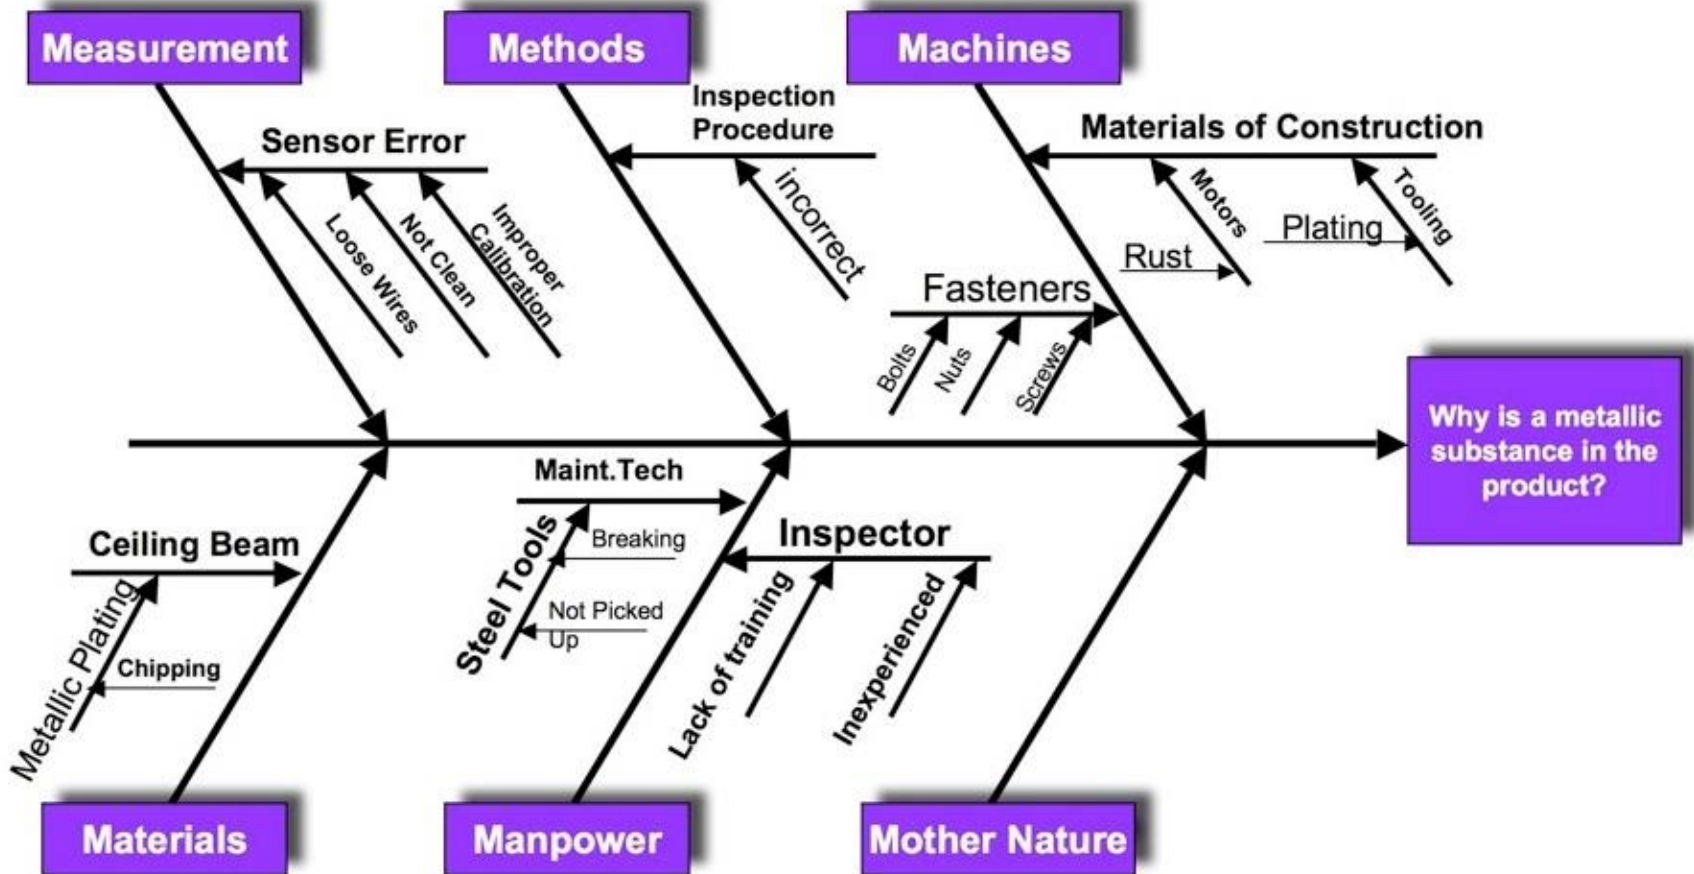 Measurement
Methods
Machines
Sensor Error
Loose Wires
Not Clean
Improper
Calibration
Inspection
Procedure
incorrect
Materials of Construction
Motors
Rust
Tooling
Plating
Fasteners
Bolts
Nuts
Screws
Why is a metallic
substance in the
product?
Ceiling Beam
Metallic Plating
Chipping
Maint.Tech
Steel Tools
Breaking
Not Picked
Up
Inspector
Lack of training
Inexperienced
Materials
Manpower
Mother Nature